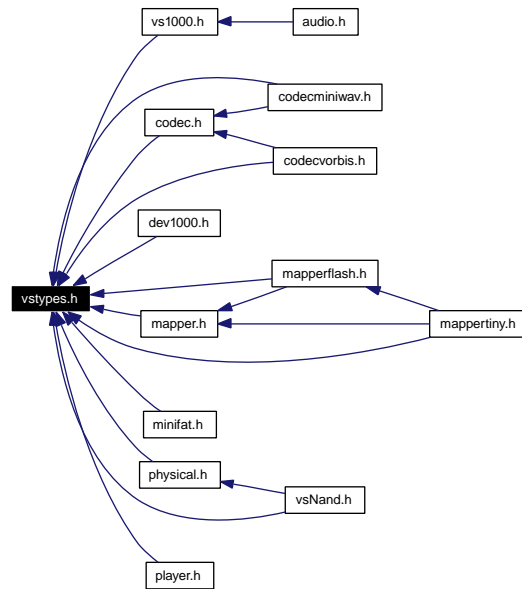 vs1000.h
audio.h
codecminiwav.h
codec.h
codecvorbis.h
dev1000.h
mapperflash.h
vstypes.h
mapper.h
mappertiny.h
minifat.h
physical.h
vsNand.h
player.h